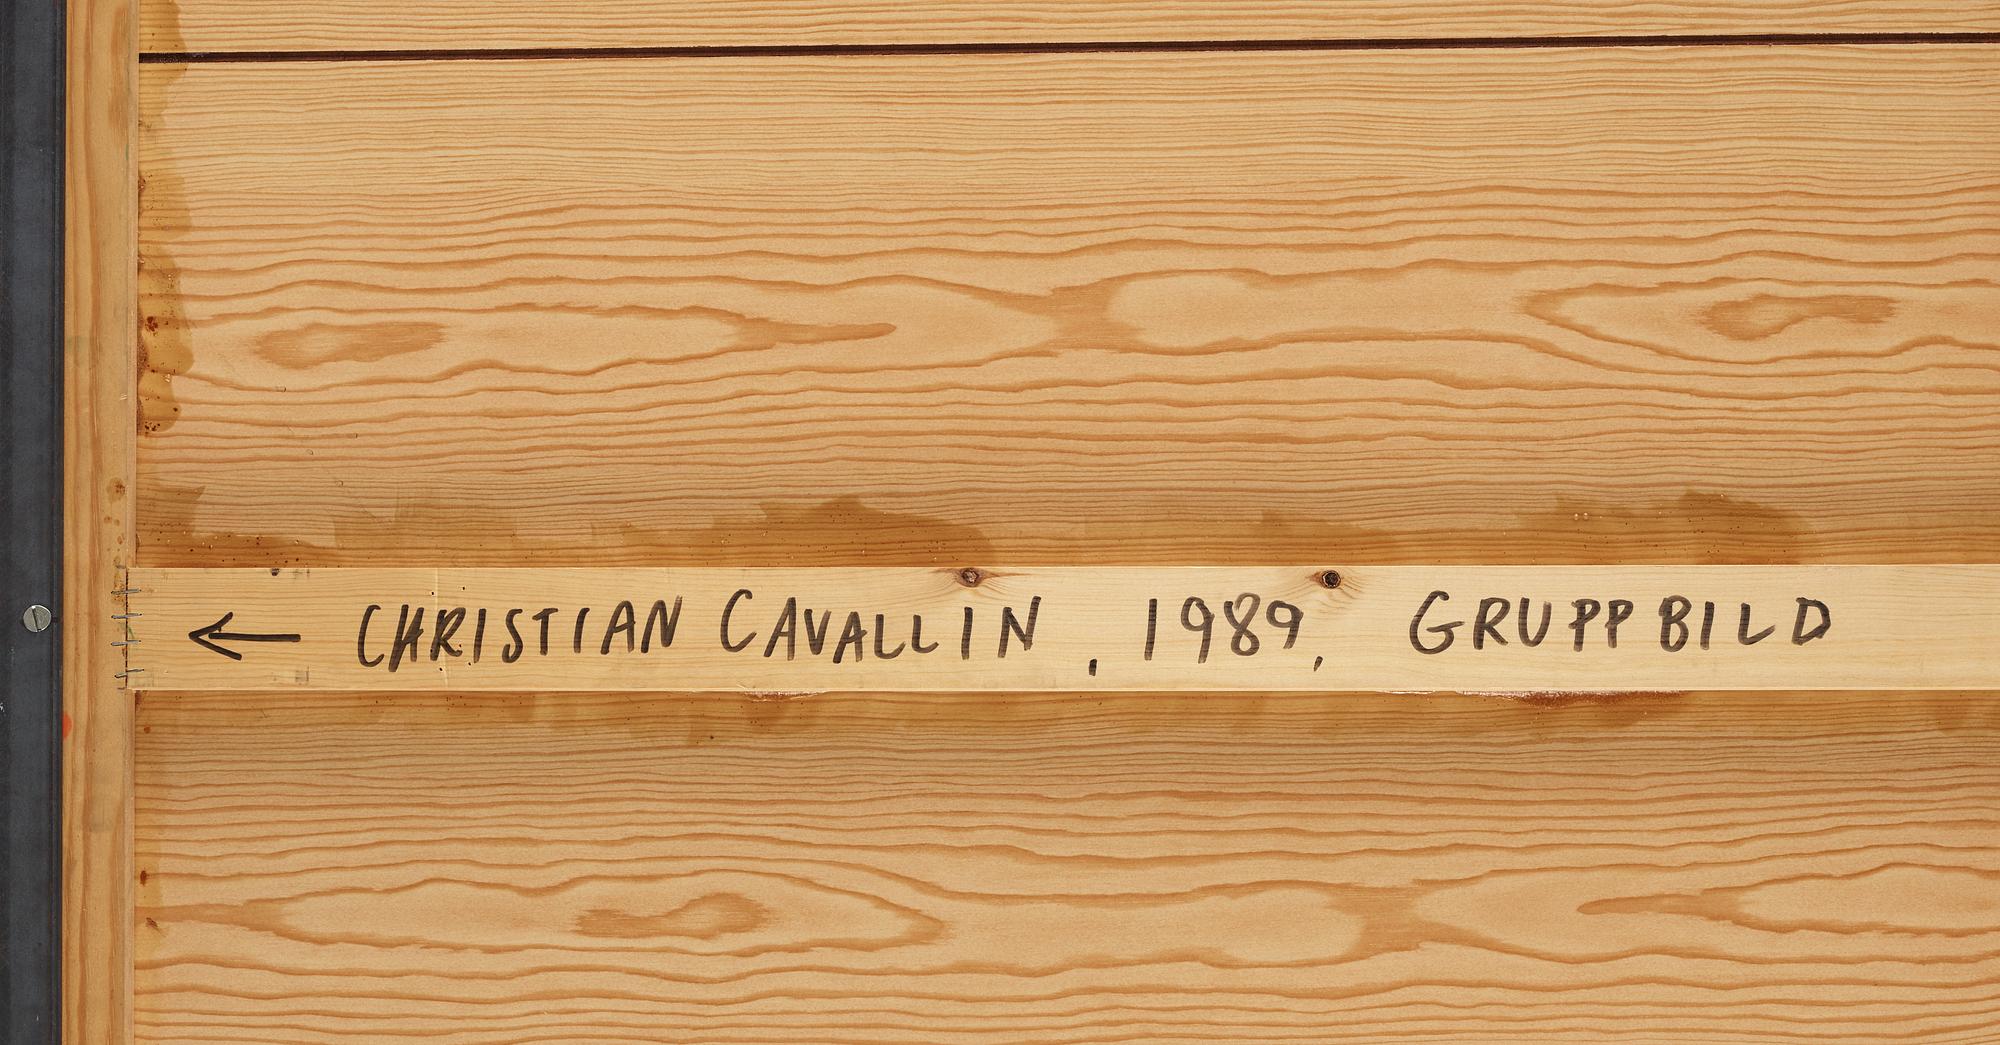 ← CHRISTIAN CAVALLIN, 1989, GRUPPBILD